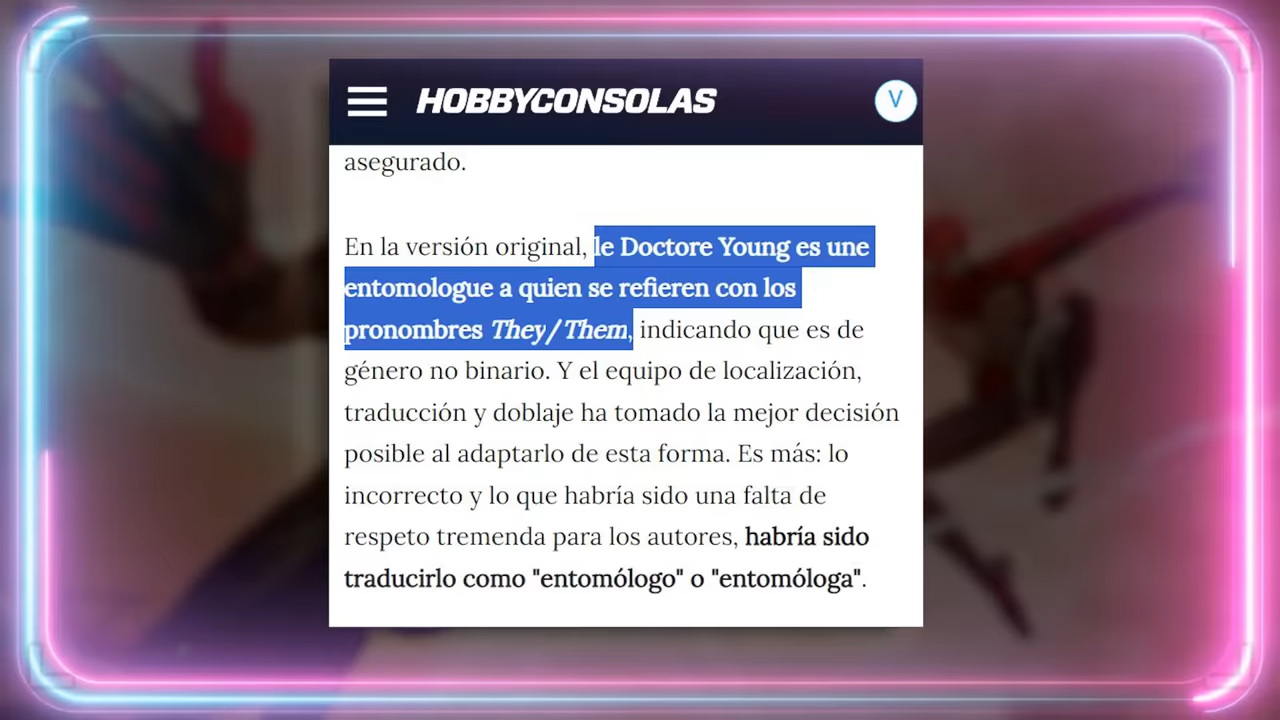 HOBBYCONSOLAS
V
asegurado.
En la versión original, le Doctore Young es une
entomologue a quien se refieren con los
pronombres They/Them, indicando que es de
género no binario. Y el equipo de localización,
traducción y doblaje ha tomado la mejor decisión
posible al adaptarlo de esta forma. Es más: lo
incorrecto y lo que habría sido una falta de
respeto tremenda para los autores, habría sido
traducirlo como "entomólogo" o "entomóloga".